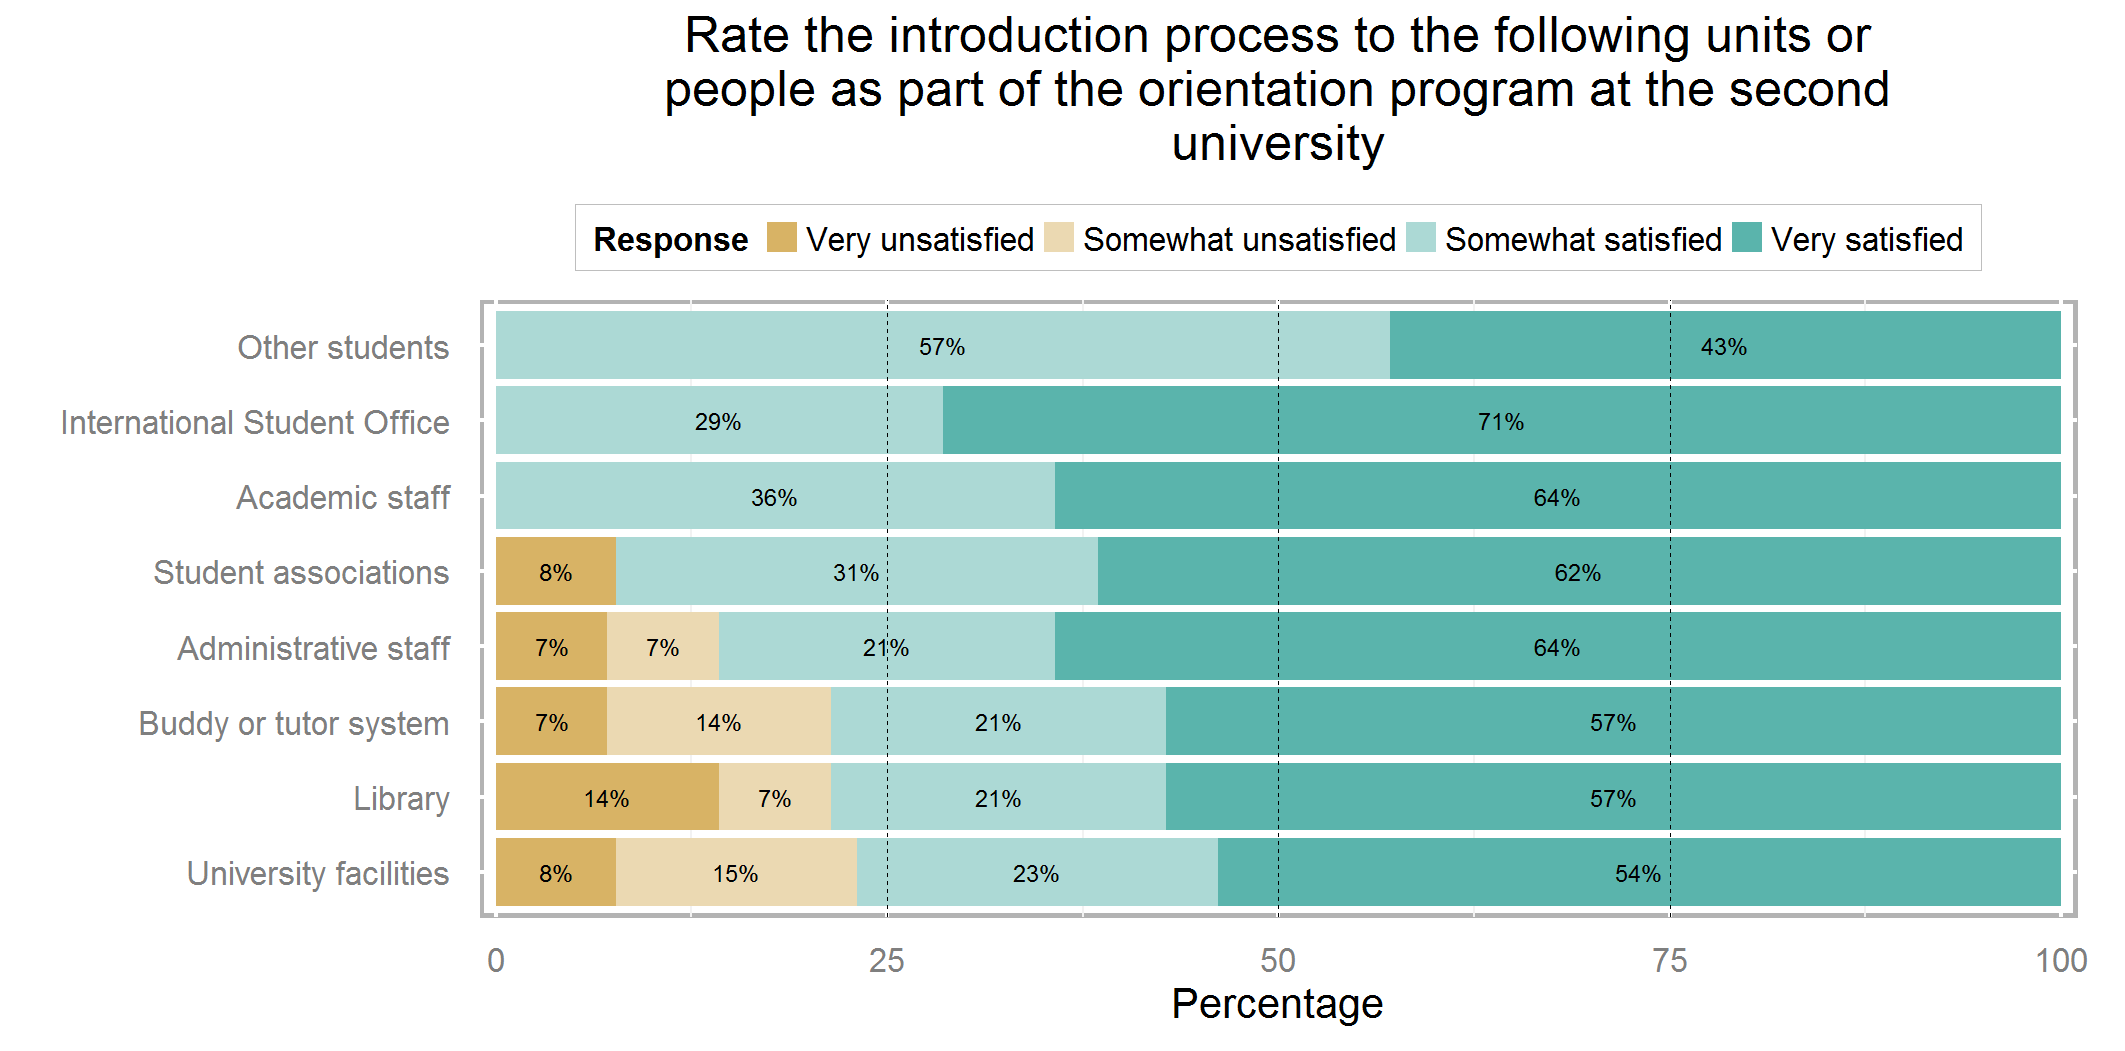 Rate the introduction process to the following units or
people as part of the orientation program at the second
university
Response Very unsatisfied Somewhat unsatisfied Somewhat satisfied Very satisfied
Other students 57% 43%
International Student Office 29% 71%
Academic staff 36% 64%
Student associations 8% 31% 62%
Administrative staff 7% 7% 21% 64%
Buddy or tutor system 7% 14% 21% 57%
Library 14% 7% 21% 57%
University facilities 8% 15% 23% 54%
0 25 50 75 100
Percentage